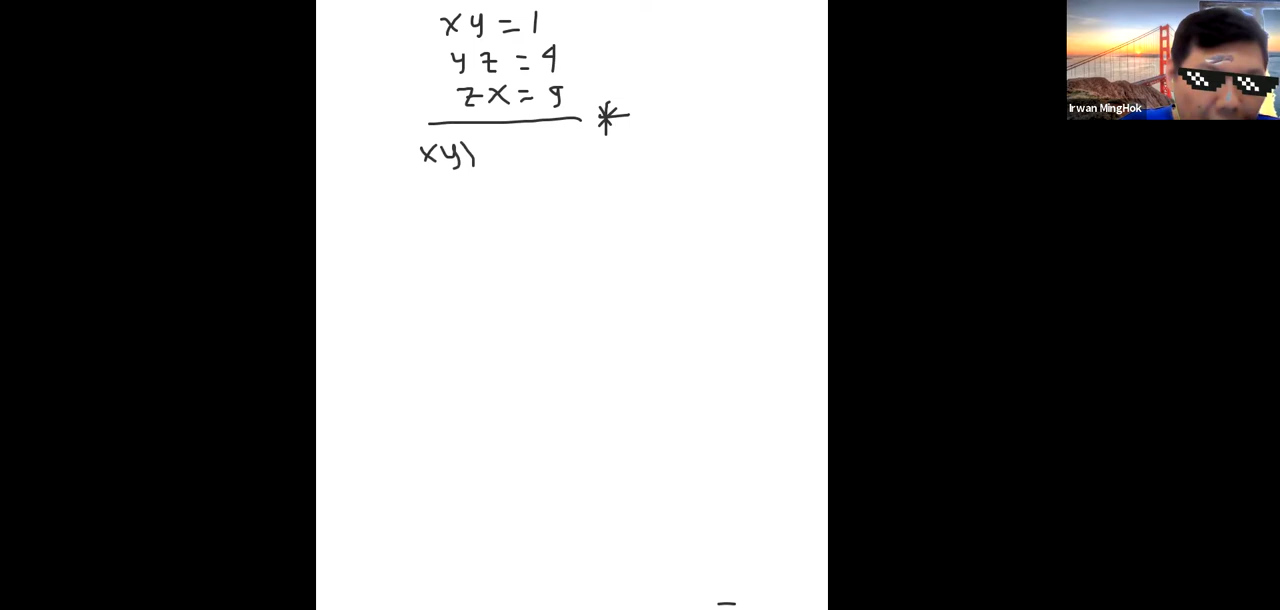 xy = 1
yz = 4
zx = 9
*
xy
Irwan MingHok